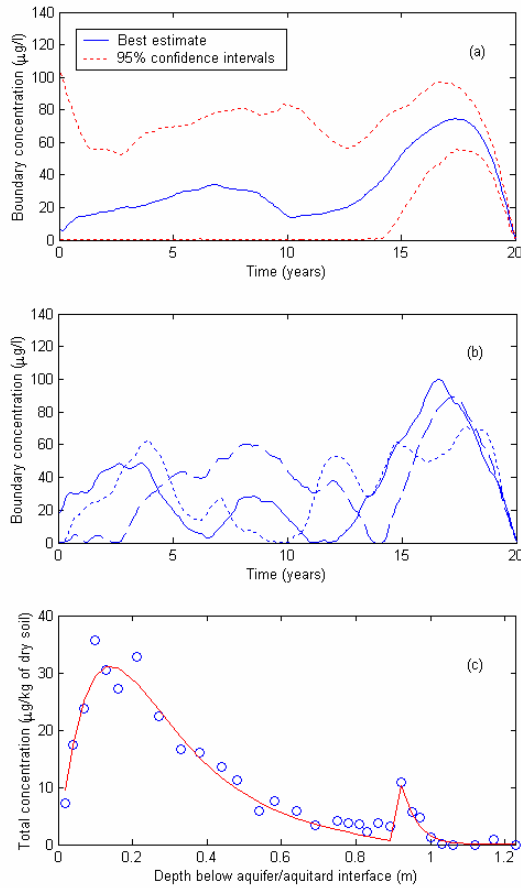 140
120
100
80
60
40
20
0
Boundary concentration (μg/l)
Best estimate
95% confidence intervals
(a)
0 5 10 15 20
Time (years)
140
120
100
80
60
40
20
0
Boundary concentration (μg/l)
(b)
0 5 10 15 20
Time (years)
40
30
20
10
0
Total concentration (μg/kg of dry soil)
(c)
0 0.2 0.4 0.6 0.8 1.0 1.2
Depth below aquifer/aquitard interface (m)